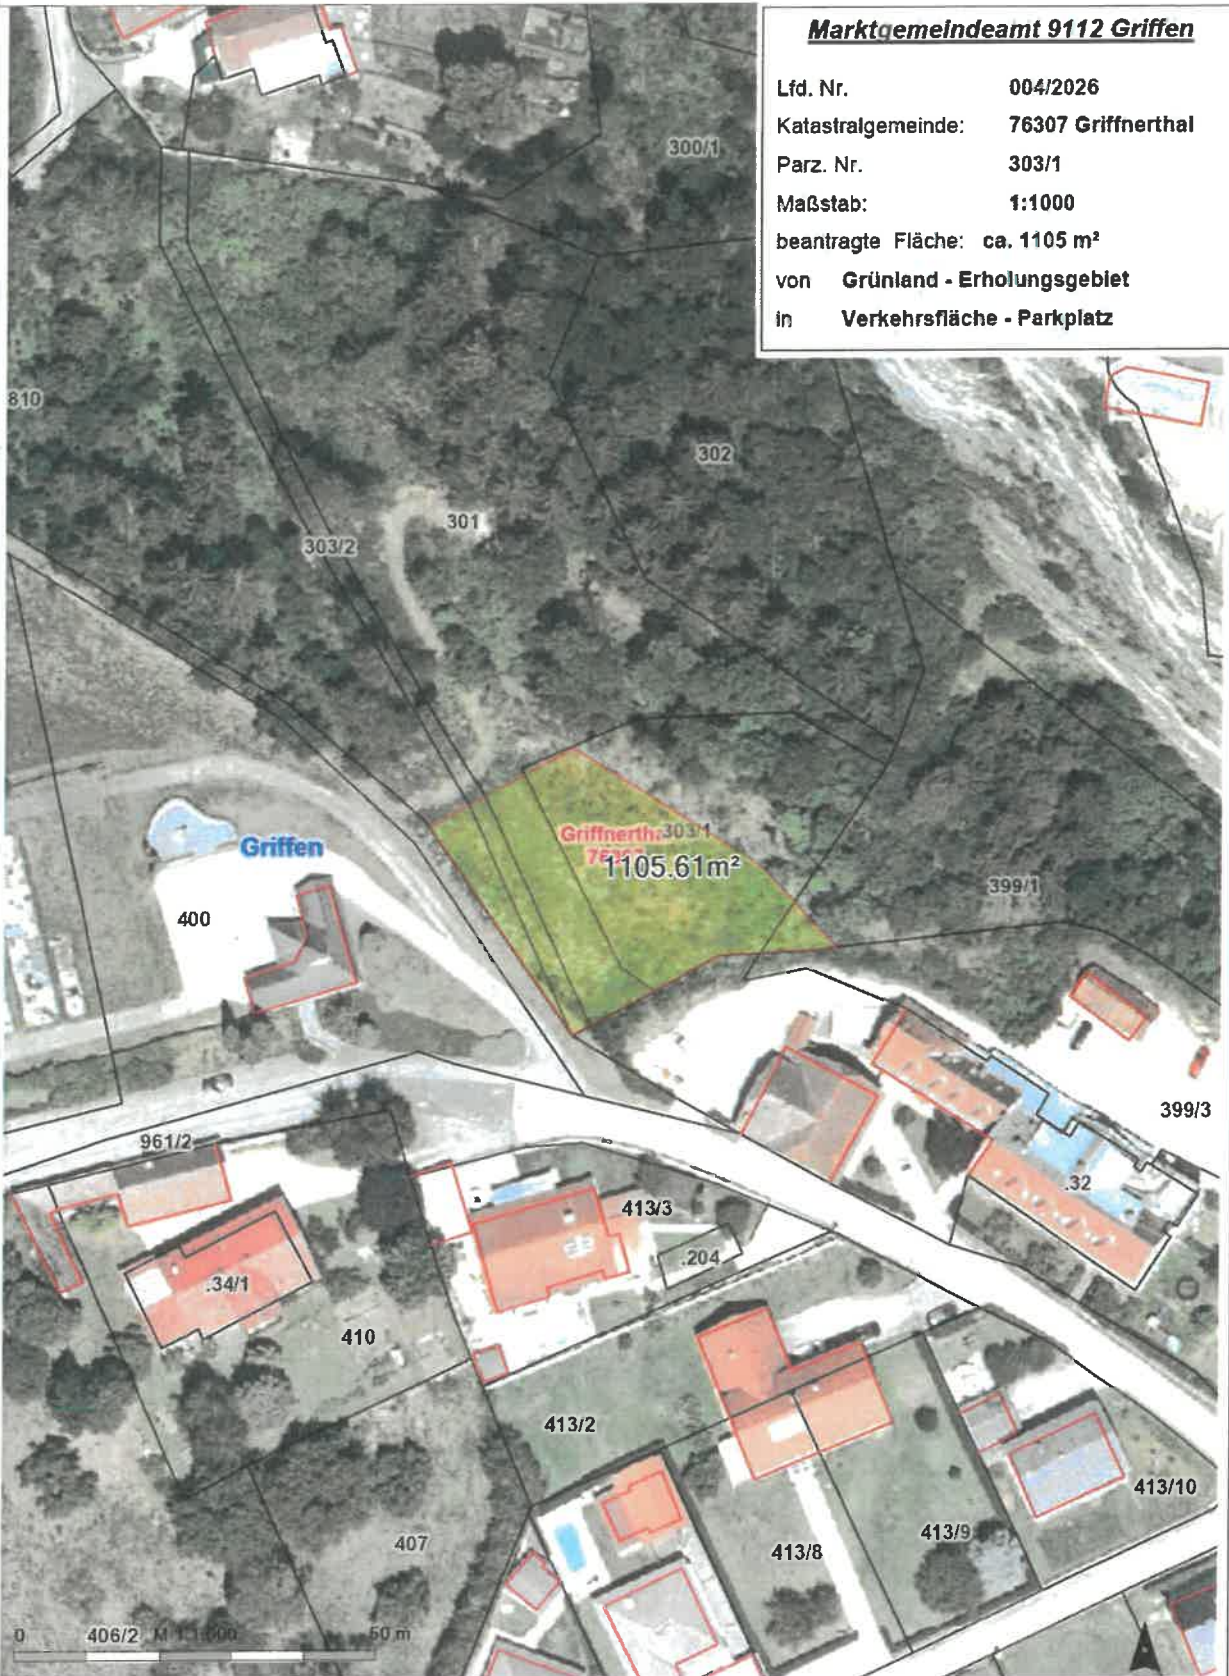 Marktgemeindeamt 9112 Griffen
Lfd. Nr. 004/2026
Katastralgemeinde: 76307 Griffnerthal
Parz. Nr. 303/1
Maßstab: 1:1000
beantragte Fläche: ca. 1105 m²
von Grünland - Erholungsgebiet
in Verkehrsfläche - Parkplatz
300/1
810
302
301
303/2
303/1
Griffen
1105.61m²
399/1
400
399/3
961/2
.32
413/3
.204
.34/1
410
413/2
413/10
413/9
407
413/8
0 406/2 M 1:1000 50 m